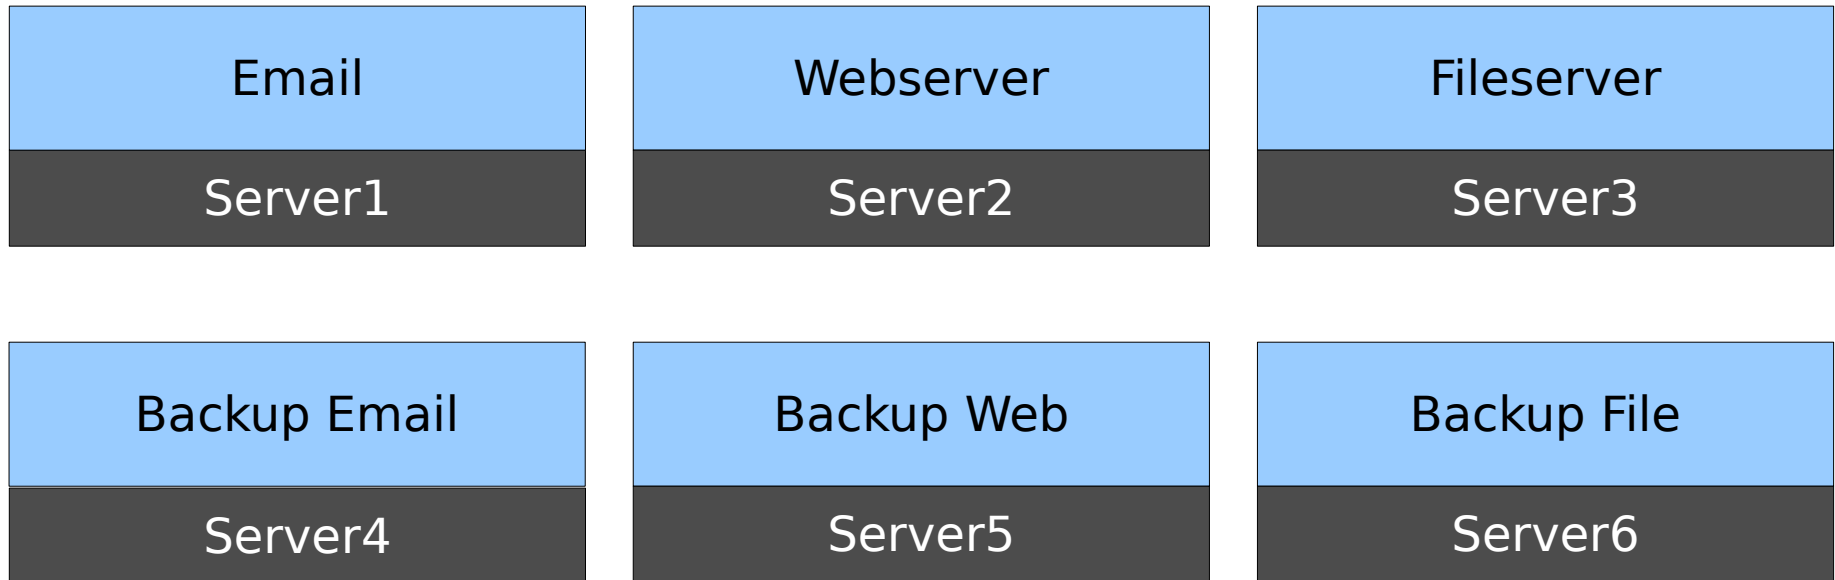 Email
Server1
Webserver
Server2
Fileserver
Server3
Backup Email
Server4
Backup Web
Server5
Backup File
Server6